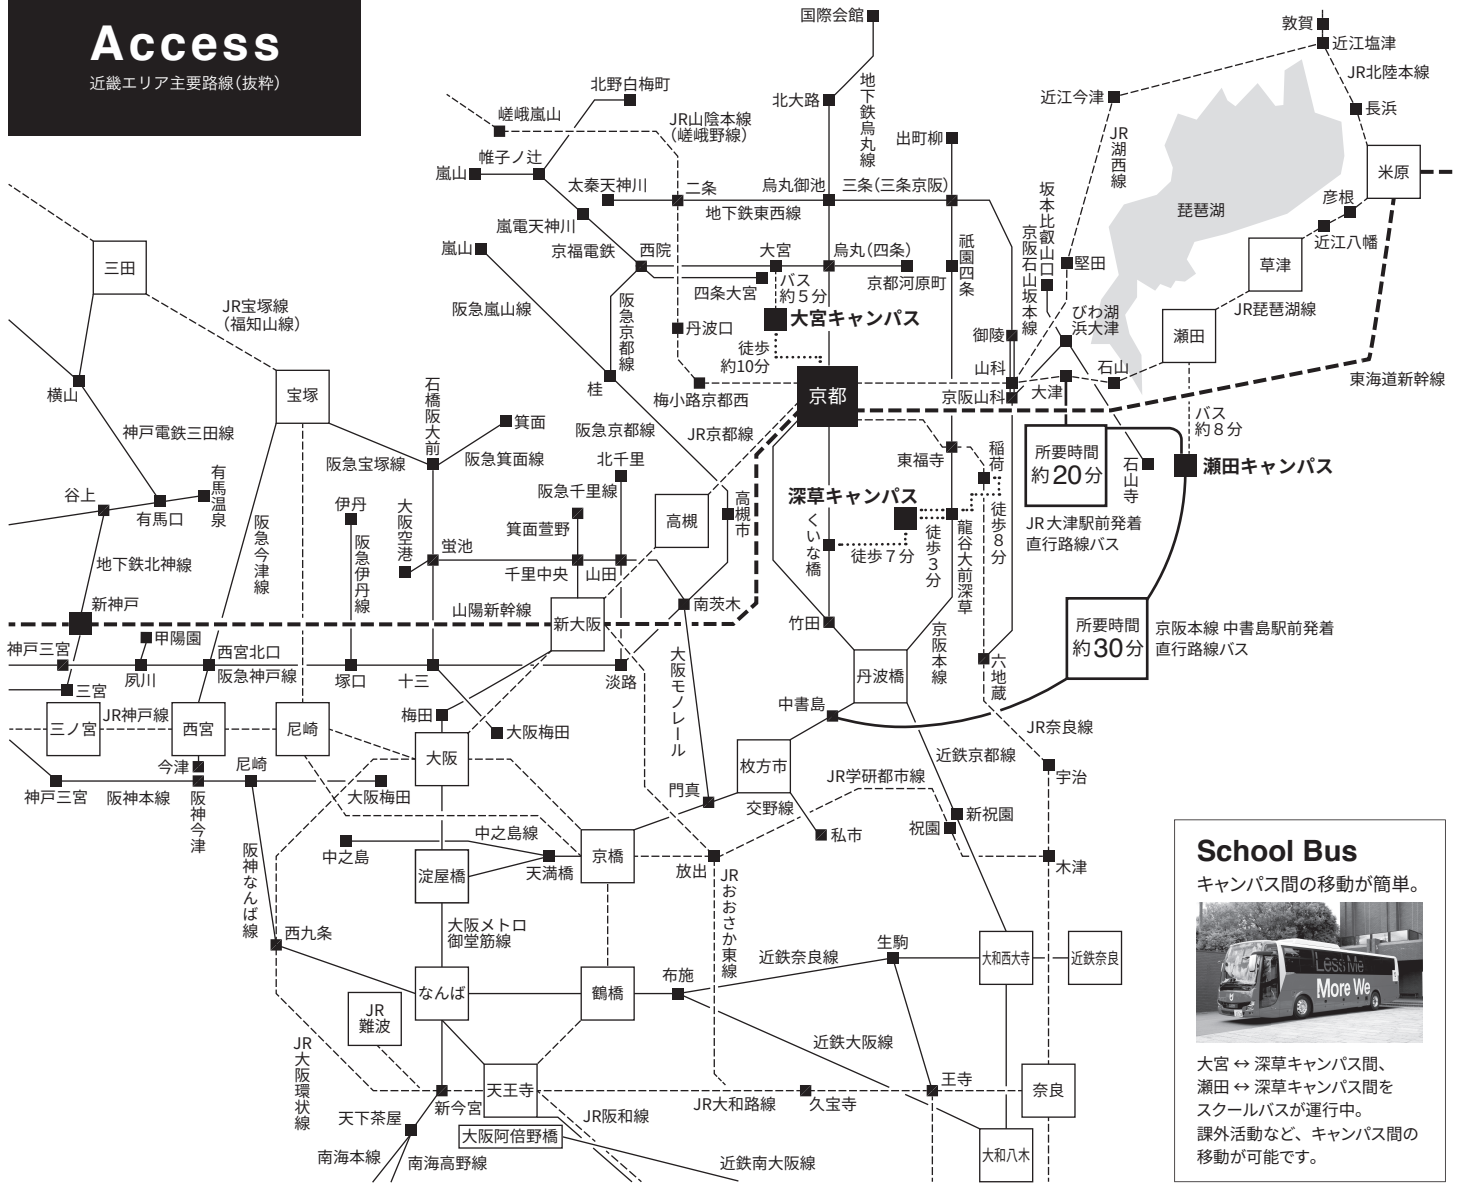 Access
近畿エリア主要路線（抜粋）
国際会館
敦賀
近江塩津
JR北陸本線
北野白梅町
北大路
地下鉄烏丸線
近江今津
長浜
嵯峨嵐山
JR山陰本線
（嵯峨野線）
出町柳
JR湖西線
帷子ノ辻
嵐山
太秦天神川
二条
烏丸御池
三条（三条京阪）
米原
坂本比叡山口
京阪石山坂本線
彦根
琵琶湖
地下鉄東西線
嵐電天神川
近江八幡
嵐山
京福電鉄
西院
大宮
烏丸（四条）
祇園四条
三田
堅田
草津
四条大宮
バス
約5分
京都河原町
JR宝塚線
（福知山線）
阪急嵐山線
阪急京都線
びわ湖
浜大津
JR琵琶湖線
丹波口
大宮キャンパス
御陵
瀬田
徒歩
約10分
山科
石山
横山
宝塚
石橋阪大前
桂
梅小路京都西
京都
京阪山科
大津
東海道新幹線
箕面
バス
約8分
神戸電鉄三田線
阪急京都線
JR京都線
阪急宝塚線
阪急箕面線
北千里
東福寺
稲荷
所要時間
約20分
石山寺
瀬田キャンパス
有馬温泉
谷上
有馬口
阪急今津線
伊丹
大阪空港
阪急千里線
高槻
高槻市
深草キャンパス
くいな橋
JR大津駅前発着
直行路線バス
箕面萱野
徒歩7分
徒歩3分
龍谷大前深草
徒歩8分
阪急伊丹線
蛍池
千里中央
山田
地下鉄北神線
新神戸
山陽新幹線
新大阪
南茨木
竹田
所要時間
約30分
京阪本線 中書島駅前発着
直行路線バス
神戸三宮
甲陽園
西宮北口
京阪本線
夙川
阪急神戸線
塚口
十三
淡路
大阪モノレール
丹波橋
六地蔵
三宮
中書島
JR神戸線
三ノ宮
西宮
尼崎
梅田
大阪梅田
JR奈良線
今津
尼崎
大阪
枚方市
近鉄京都線
宇治
神戸三宮
阪神本線
阪神今津
大阪梅田
門真
交野線
JR学研都市線
新祝園
祝園
私市
中之島線
中之島
京橋
木津
School Bus
阪神なんば線
淀屋橋
天満橋
放出
JRおおさか東線
キャンパス間の移動が簡単。
西九条
大阪メトロ
御堂筋線
生駒
近鉄奈良線
大和西大寺
近鉄奈良
Less Me
More We
布施
なんば
鶴橋
JR
難波
JR大阪環状線
近鉄大阪線
大宮 ↔ 深草キャンパス間、
瀬田 ↔ 深草キャンパス間を
スクールバスが運行中。
課外活動など、キャンパス間の
移動が可能です。
天王寺
王寺
奈良
新今宮
JR大和路線
久宝寺
天下茶屋
JR阪和線
大阪阿倍野橋
南海本線
南海高野線
近鉄南大阪線
大和八木